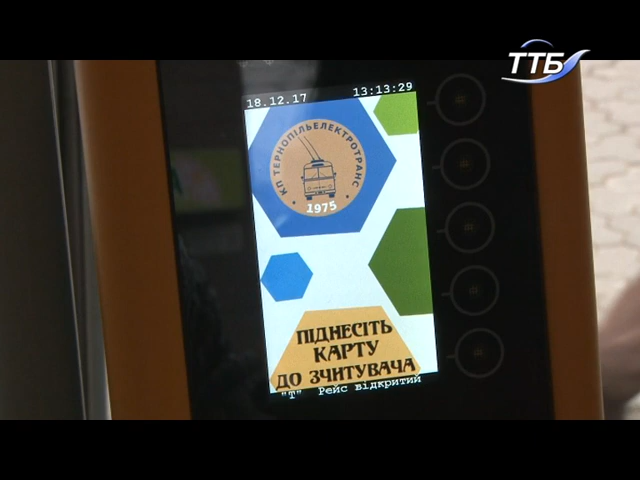 ТТБ
18.12.17 13:13:29
КП ТЕРНОПІЛЬЕЛЕКТРОТРАНС
1975
ПІДНЕСІТЬ
КАРТУ
ДО ЗЧИТУВАЧА
"Т" Рейс відкритий